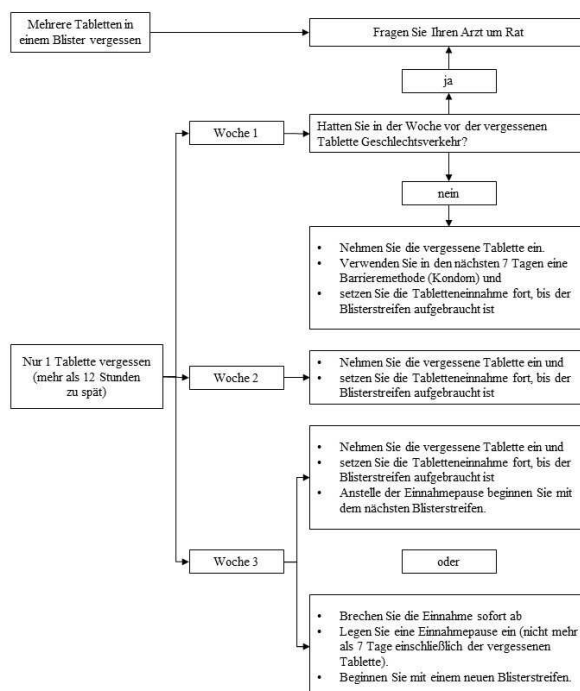 Mehrere Tabletten in
einem Blister vergessen
Fragen Sie Ihren Arzt um Rat
ja
Woche 1
Hatten Sie in der Woche vor der vergessenen
Tablette Geschlechtsverkehr?
nein
• Nehmen Sie die vergessene Tablette ein.
• Verwenden Sie in den nächsten 7 Tagen eine
Barrieremethode (Kondom) und
• setzen Sie die Tabletteneinnahme fort, bis der
Blisterstreifen aufgebraucht ist
Nur 1 Tablette vergessen
(mehr als 12 Stunden
zu spät)
Woche 2
• Nehmen Sie die vergessene Tablette ein und
• setzen Sie die Tabletteneinnahme fort, bis der
Blisterstreifen aufgebraucht ist
• Nehmen Sie die vergessene Tablette ein und
• setzen Sie die Tabletteneinnahme fort, bis der
Blisterstreifen aufgebraucht ist
• Anstelle der Einnahmepause beginnen Sie mit
dem nächsten Blisterstreifen.
Woche 3
oder
• Brechen Sie die Einnahme sofort ab
• Legen Sie eine Einnahmepause ein (nicht mehr
als 7 Tage einschließlich der vergessenen
Tablette).
• Beginnen Sie mit einem neuen Blisterstreifen.